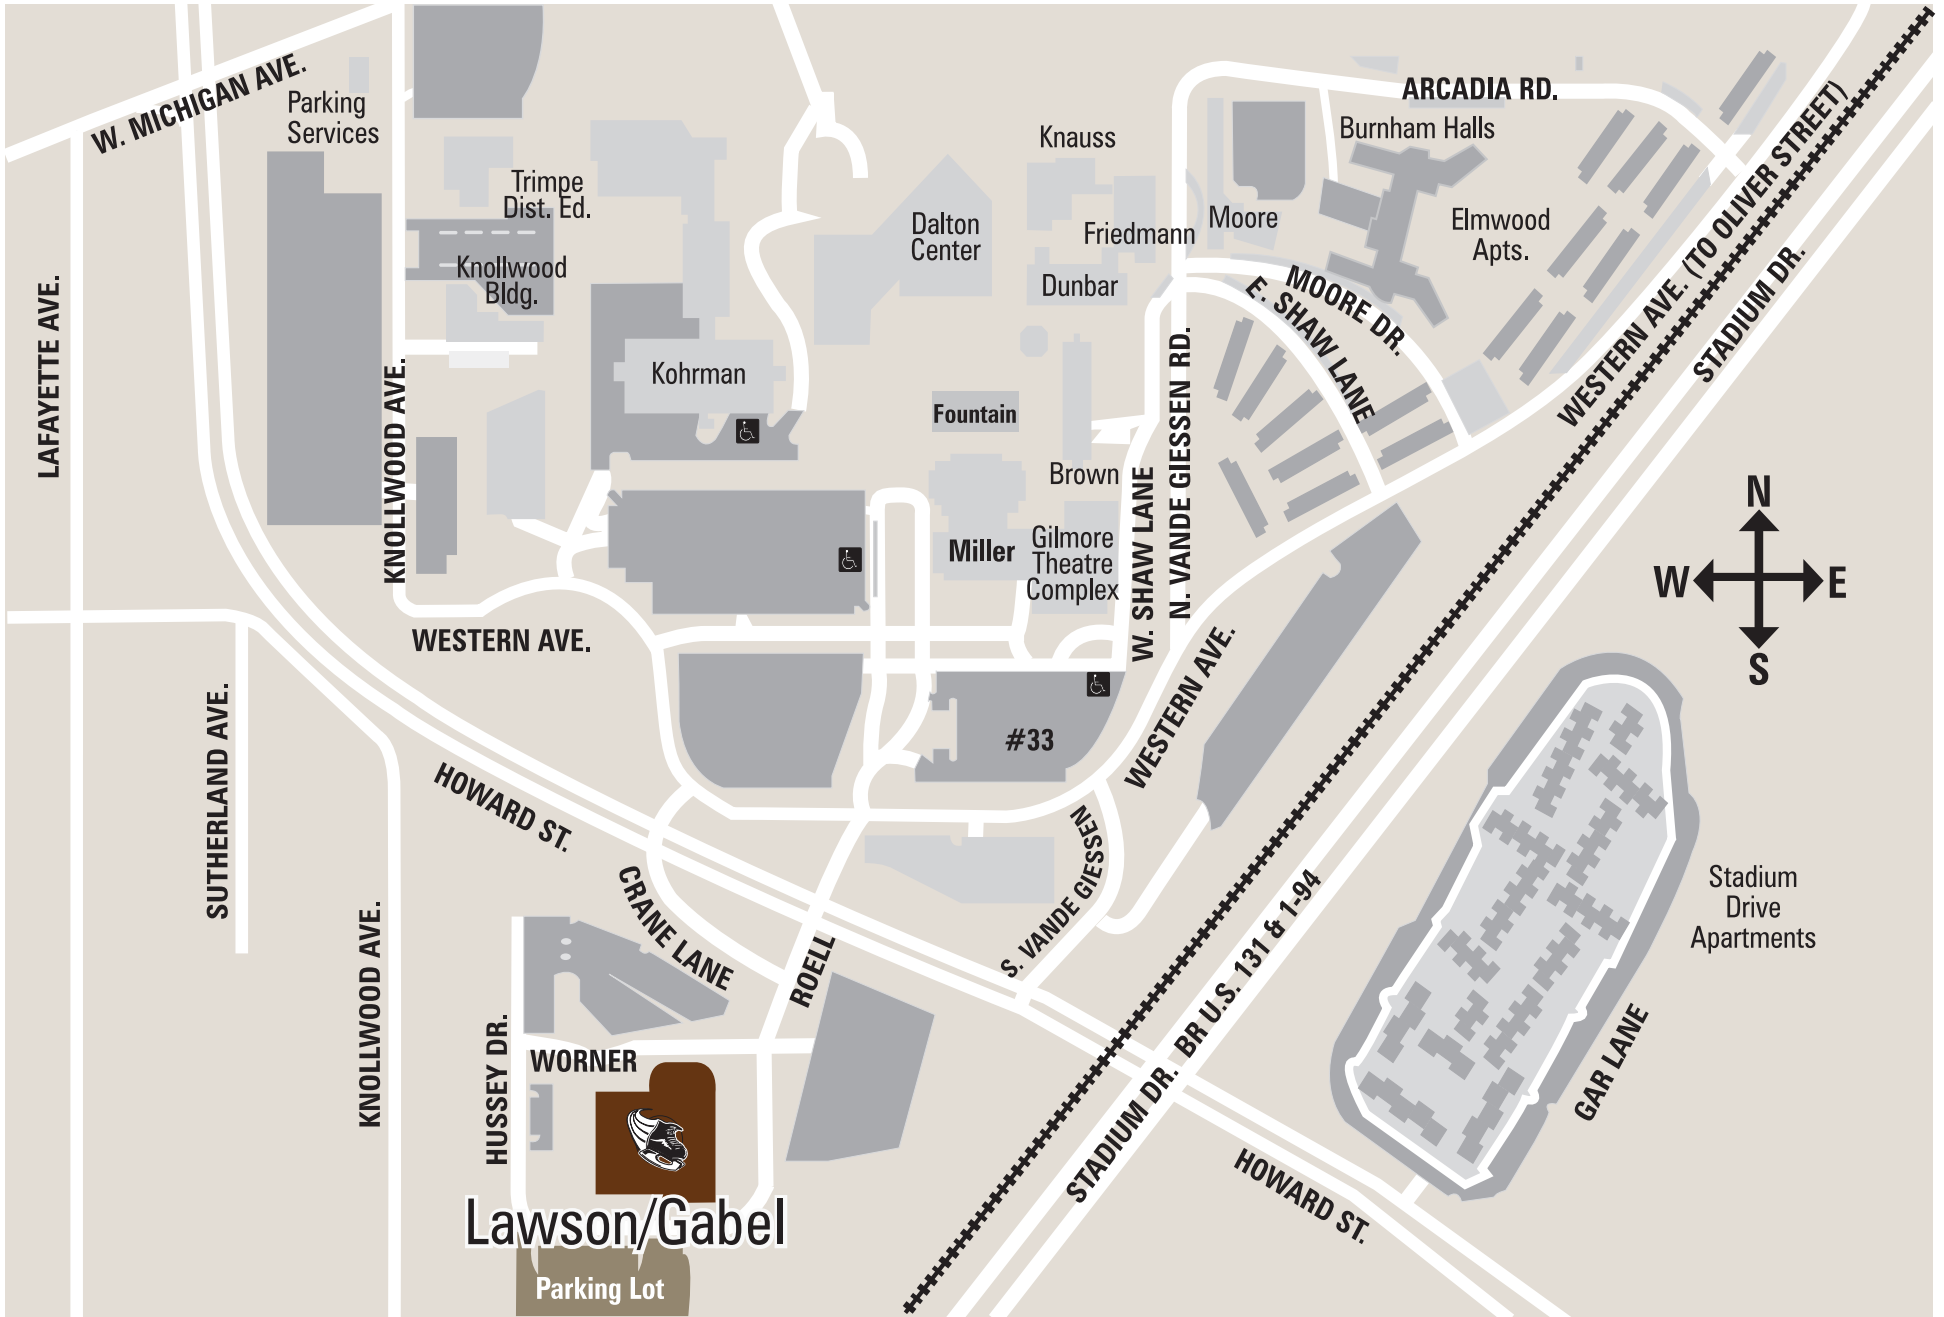 W. MICHIGAN AVE.
Parking
Services
ARCADIA RD.
Burnham Halls
Knauss
Trimpe
Dist. Ed.
Dalton
Center
Friedmann
Moore
Elmwood
Apts.
Knollwood
Bldg.
Dunbar
MOORE DR.
E. SHAW LANE
WESTERN AVE. (TO OLIVER STREET)
STADIUM DR.
LAFAYETTE AVE.
KNOLLWOOD AVE.
Kohrman
Fountain
Brown
W. SHAW LANE
N. VANDE GIESSEN RD.
Miller
Gilmore
Theatre
Complex
N
W
E
S
WESTERN AVE.
WESTERN AVE.
#33
SUTHERLAND AVE.
HOWARD ST.
S. VANDE GIESSEN
CRANE LANE
ROELL
KNOLLWOOD AVE.
Stadium
Drive
Apartments
STADIUM DR. BR U.S. 131 & 1-94
GAR LANE
HUSSEY DR.
WORNER
HOWARD ST.
Lawson/Gabel
Parking Lot